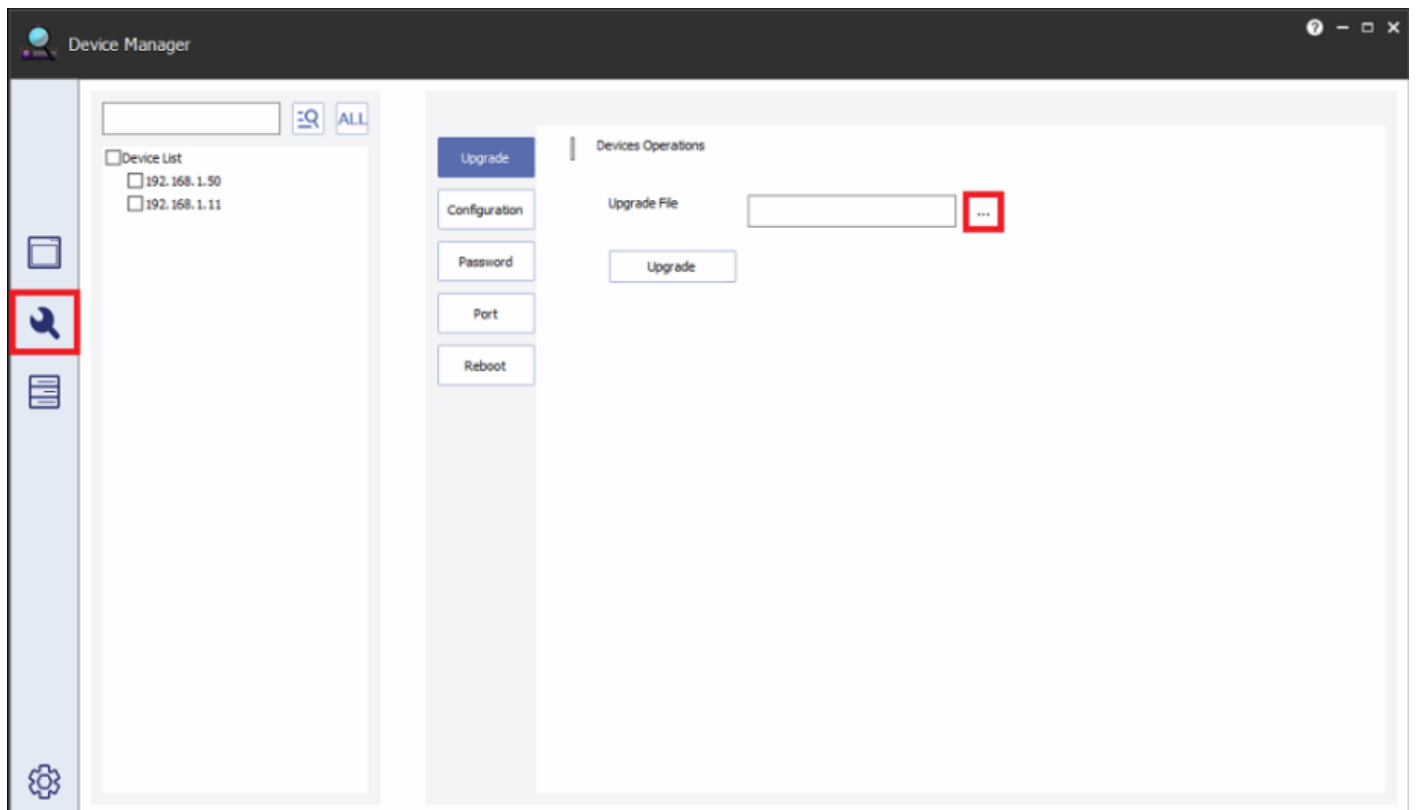 Device Manager
ALL
Device List
192.168.1.50
192.168.1.11
Upgrade
Configuration
Password
Port
Reboot
Devices Operations
Upgrade File
...
Upgrade